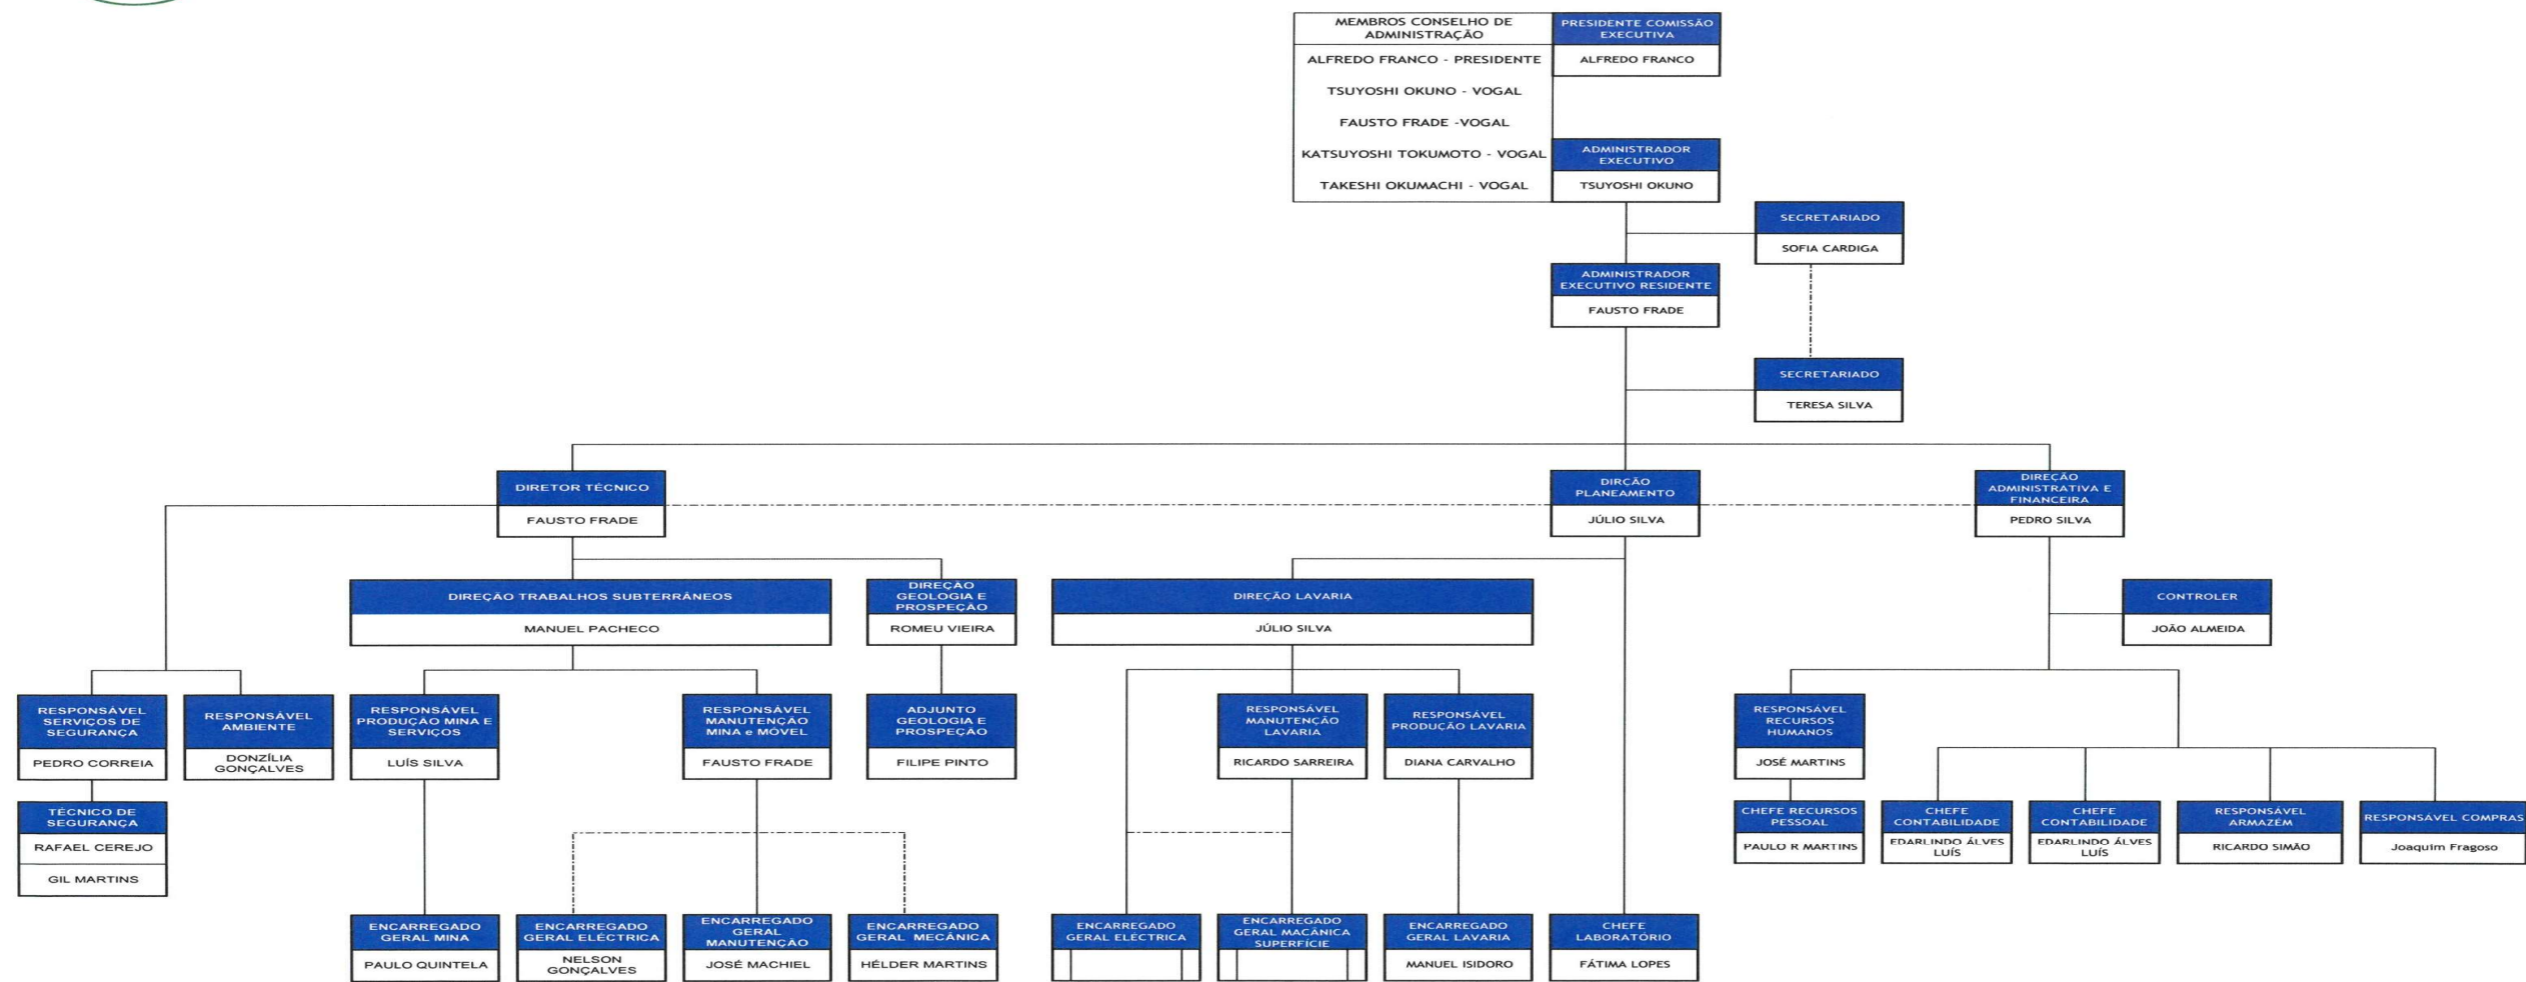 MEMBROS CONSELHO DE
ADMINISTRAÇÃO
ALFREDO FRANCO - PRESIDENTE
TSUYOSHI OKUNO - VOGAL
FAUSTO FRADE -VOGAL
KATSUYOSHI TOKUMOTO - VOGAL
TAKESHI OKUMACHI - VOGAL
PRESIDENTE COMISSÃO
EXECUTIVA
ALFREDO FRANCO
ADMINISTRADOR
EXECUTIVO
TSUYOSHI OKUNO
SECRETARIADO
SOFIA CARDIGA
ADMINISTRADOR
EXECUTIVO RESIDENTE
FAUSTO FRADE
SECRETARIADO
TERESA SILVA
DIRETOR TÉCNICO
FAUSTO FRADE
DIRÇÃO
PLANEAMENTO
JÚLIO SILVA
DIREÇÃO
ADMINISTRATIVA E
FINANCEIRA
PEDRO SILVA
DIREÇÃO TRABALHOS SUBTERRÂNEOS
MANUEL PACHECO
DIREÇÃO
GEOLOGIA E
PROSPEÇÃO
ROMEU VIEIRA
DIREÇÃO LAVARIA
JÚLIO SILVA
CONTROLER
JOÃO ALMEIDA
RESPONSÁVEL
SERVIÇOS DE
SEGURANÇA
PEDRO CORREIA
RESPONSÁVEL
AMBIENTE
DONZÍLIA
GONÇALVES
RESPONSÁVEL
PRODUÇÃO MINA E
SERVIÇOS
LUÍS SILVA
RESPONSÁVEL
MANUTENÇÃO
MINA e MÓVEL
FAUSTO FRADE
ADJUNTO
GEOLOGIA E
PROSPEÇÃO
FILIPE PINTO
RESPONSÁVEL
MANUTENÇÃO
LAVARIA
RICARDO SARREIRA
RESPONSÁVEL
PRODUÇÃO LAVARIA
DIANA CARVALHO
RESPONSÁVEL
RECURSOS
HUMANOS
JOSÉ MARTINS
TÉCNICO DE
SEGURANÇA
RAFAEL CEREJO
GIL MARTINS
CHEFE RECURSOS
PESSOAL
PAULO R MARTINS
CHEFE
CONTABILIDADE
EDARLINDO ÁLVES
LUÍS
CHEFE
CONTABILIDADE
EDARLINDO ÁLVES
LUÍS
RESPONSÁVEL
ARMAZÉM
RICARDO SIMÃO
RESPONSÁVEL COMPRAS
Joaquim Fragoso
ENCARREGADO
GERAL MINA
PAULO QUINTELA
ENCARREGADO
GERAL ELÉCTRICA
NELSON
GONÇALVES
ENCARREGADO
GERAL
MANUTENÇÃO
JOSÉ MACHIEL
ENCARREGADO
GERAL MECÂNICA
HÉLDER MARTINS
ENCARREGADO
GERAL ELÉCTRICA
ENCARREGADO
GERAL MACÂNICA
SUPERFÍCIE
ENCARREGADO
GERAL LAVARIA
MANUEL ISIDORO
CHEFE
LABORATÓRIO
FÁTIMA LOPES